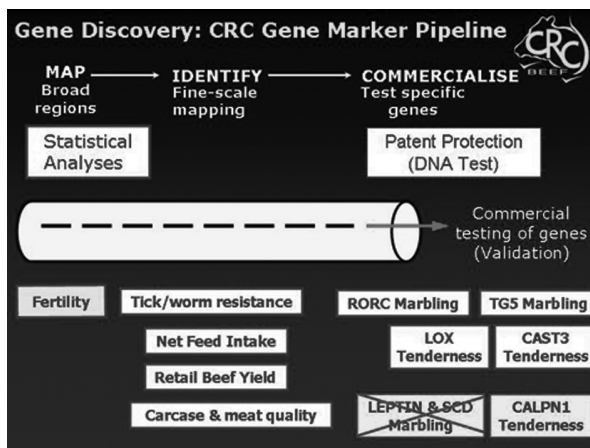 Gene Discovery: CRC Gene Marker Pipeline
CRC
BEEF
MAP
Broad
regions
IDENTIFY
Fine-scale
mapping
COMMERCIALISE
Test specific
genes
Statistical
Analyses
Patent Protection
(DNA Test)
Commercial
testing of genes
(Validation)
Fertility
Tick/worm resistance
Net Feed Intake
Retail Beef Yield
Carcase & meat quality
RORC Marbling
TG5 Marbling
LOX
Tenderness
CAST3
Tenderness
LEPTIN & SCD
Marbling
CALPN1
Tenderness